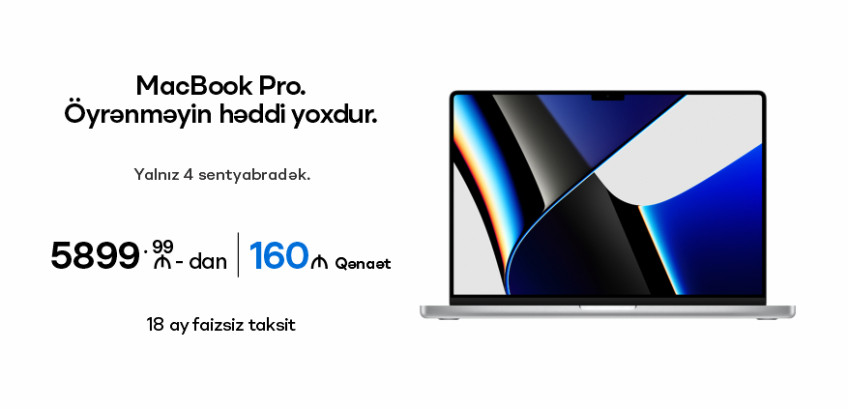 MacBook Pro.
Öyrənməyin həddi yoxdur.
Yalnız 4 sentyabradək.
5899.99₼-dan | 160₼ Qənaət
18 ay faizsiz taksit